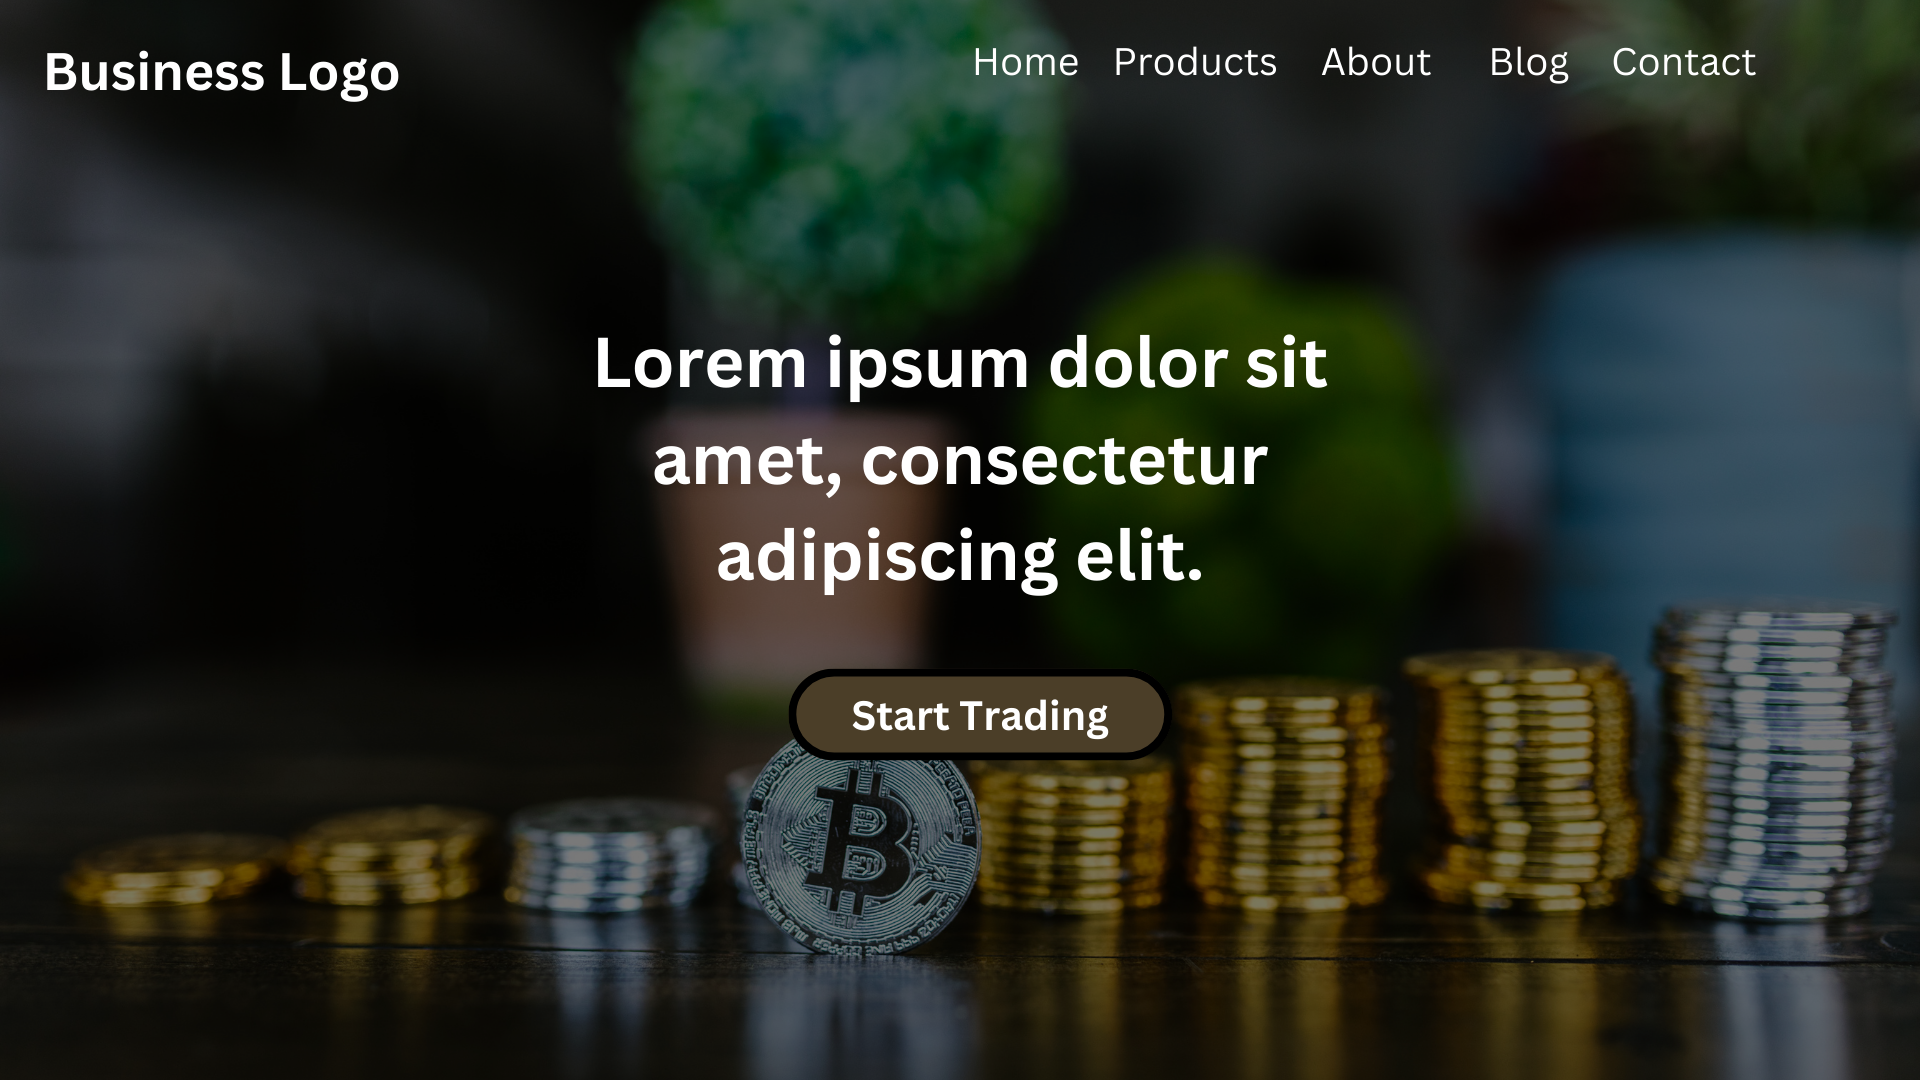 Business Logo
Home Products About Blog Contact
Lorem ipsum dolor sit
amet, consectetur
adipiscing elit.
Start Trading